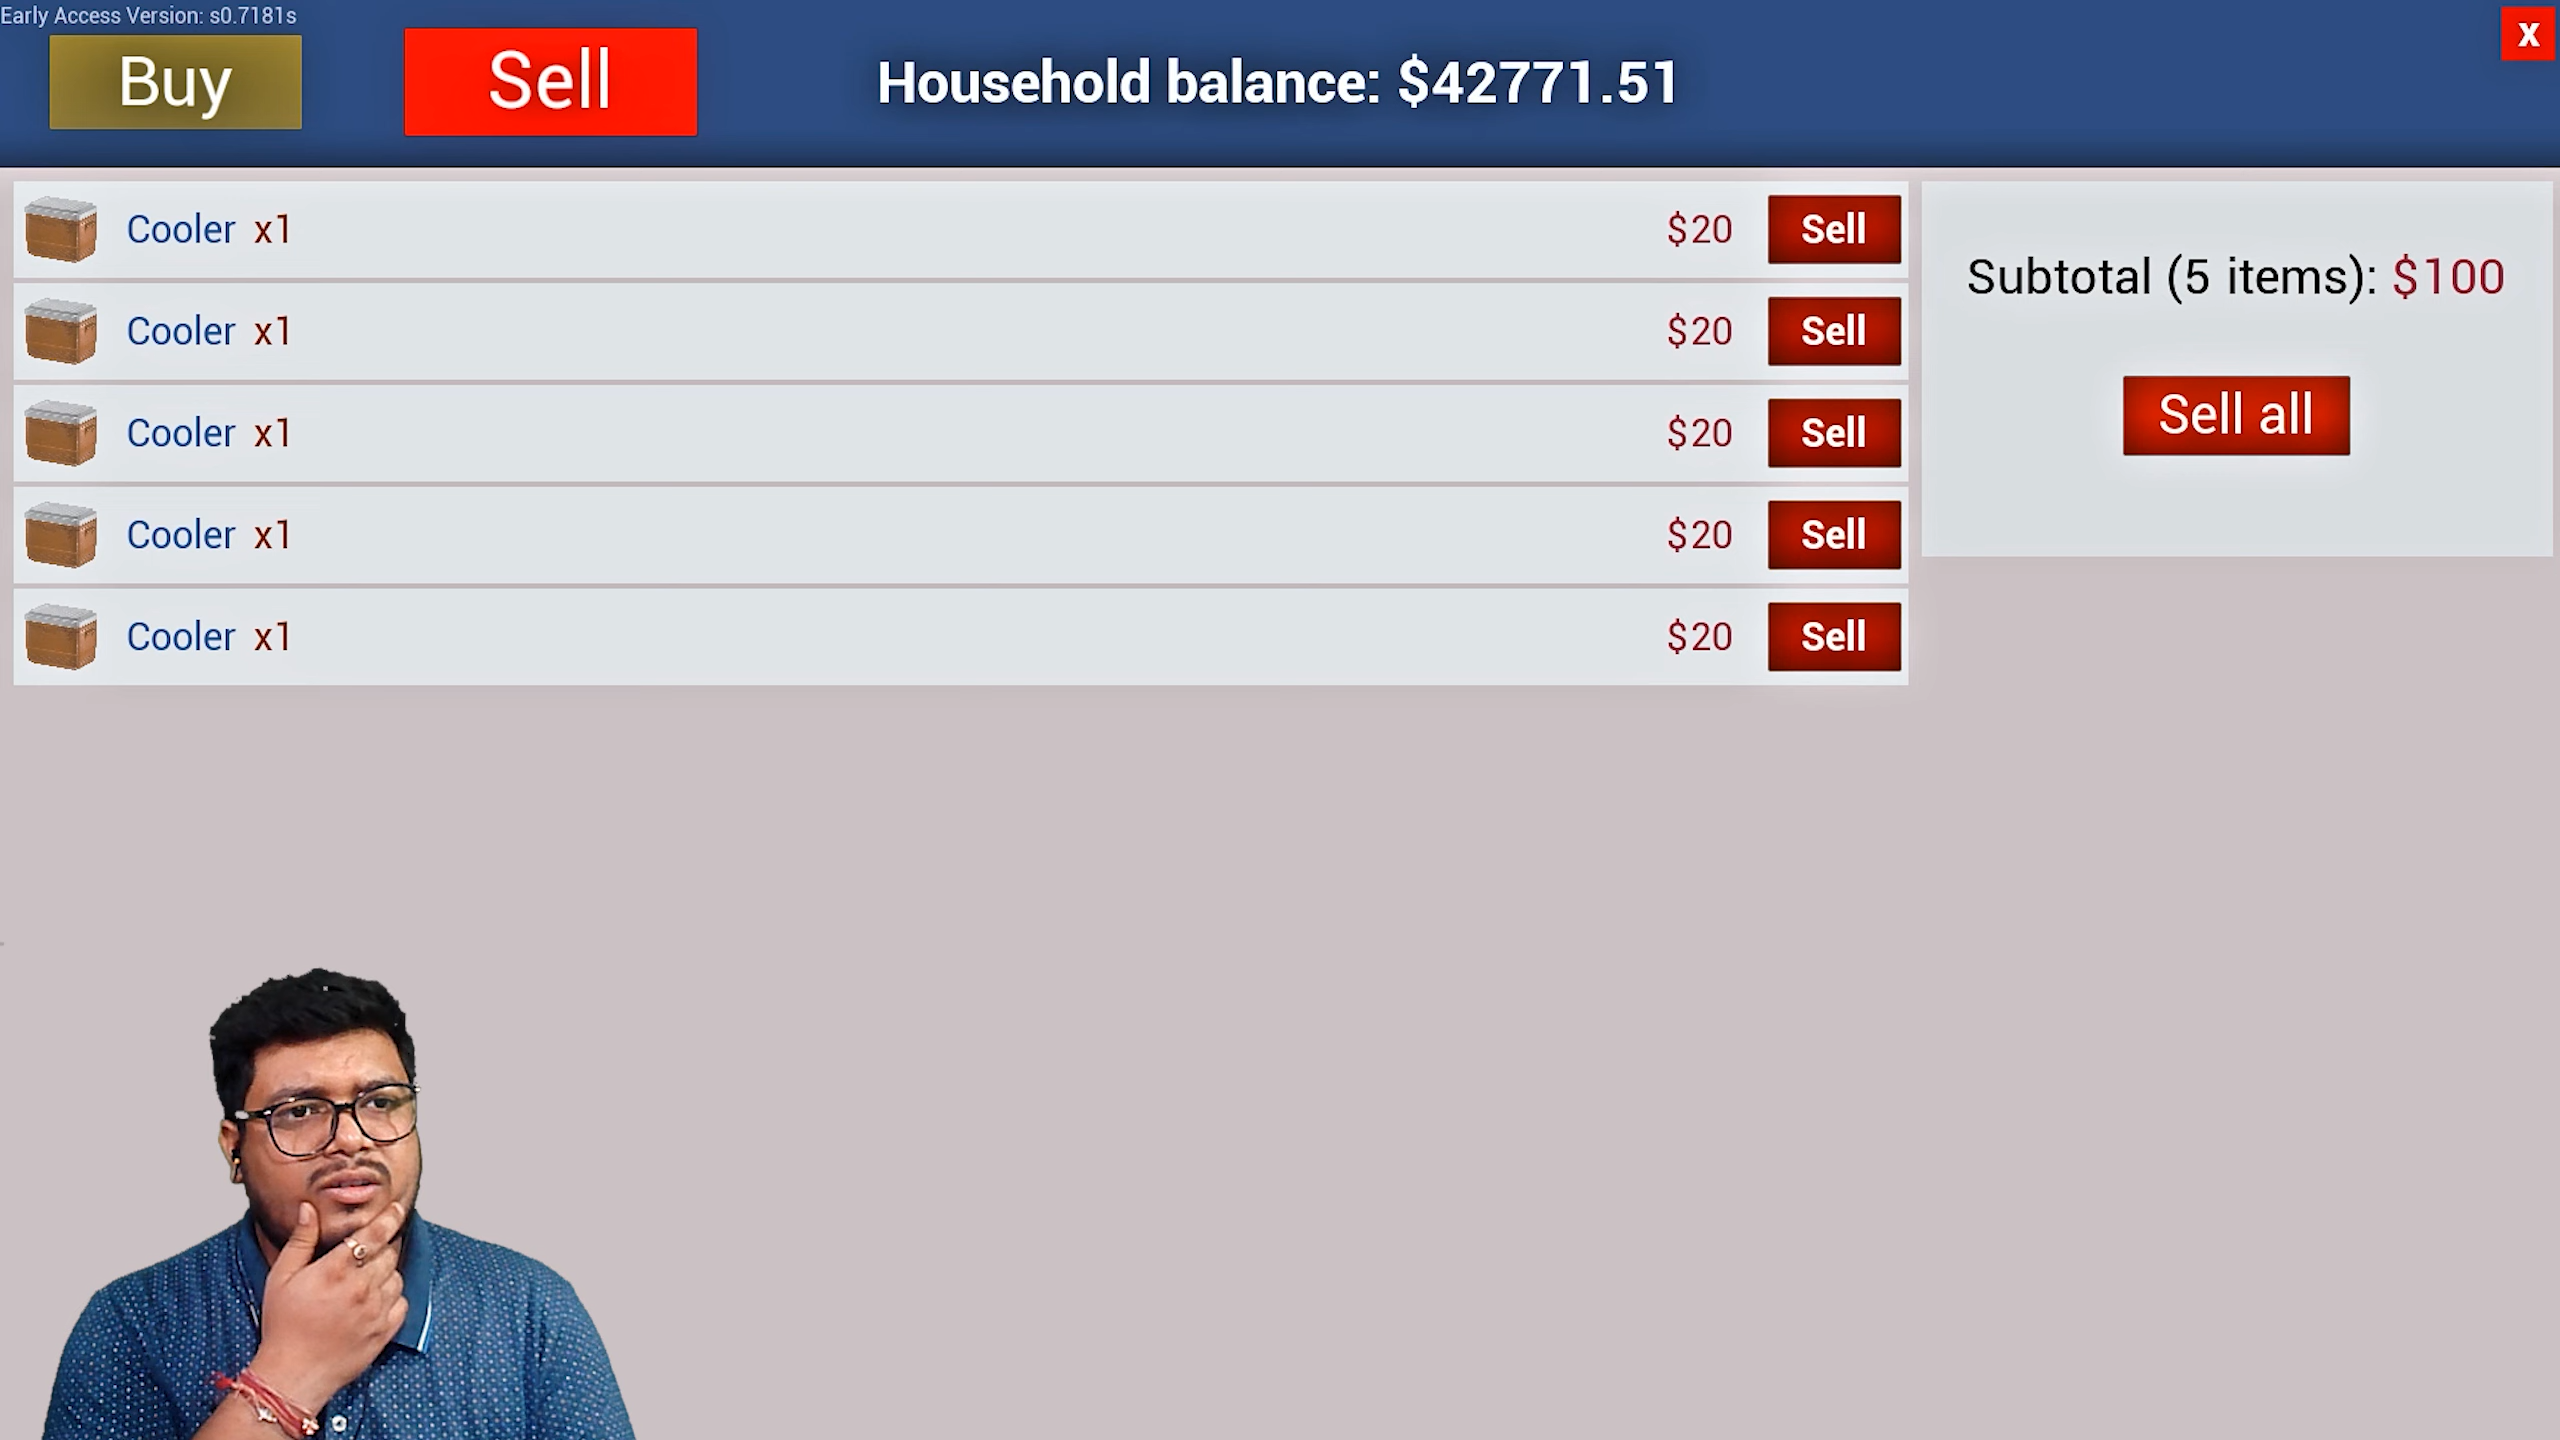 Early Access Version: s0.7181s
Buy
Sell
Household balance: $42771.51
X
Cooler x1 $20 Sell
Cooler x1 $20 Sell
Cooler x1 $20 Sell
Cooler x1 $20 Sell
Cooler x1 $20 Sell
Subtotal (5 items): $100
Sell all